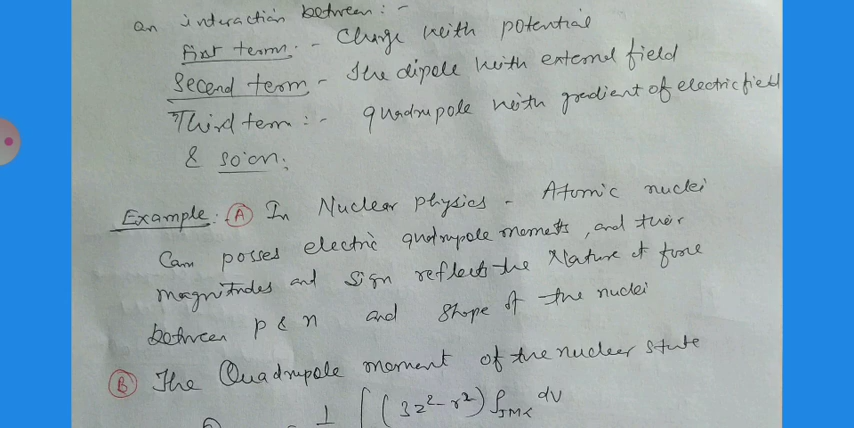 an interaction between :-
first term. - Charge with potential
Second term - The dipole with external field
Third term :- quadrupole with gradient of electric field
& so on:
Example: (A) In Nuclear physics - Atomic nuclei
Can posses electric quadrupole moments, and their
magnitudes and sign reflects the Nature of force
between p & n and Shape of the nuclei
(B) The Quadrupole moment of the nuclear state
= 1 ∫ (3z²-r²) ρJMα dV